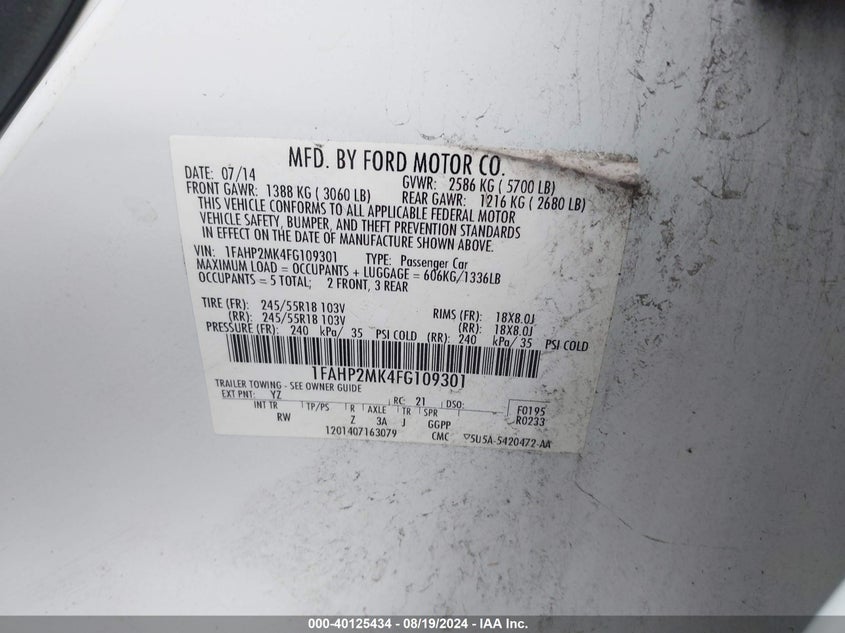 MFD. BY FORD MOTOR CO.
DATE: 07/14 GVWR: 2586 KG ( 5700 LB)
FRONT GAWR: 1388 KG ( 3060 LB) REAR GAWR: 1216 KG ( 2680 LB)
THIS VEHICLE CONFORMS TO ALL APPLICABLE FEDERAL MOTOR
VEHICLE SAFETY, BUMPER, AND THEFT PREVENTION STANDARDS
IN EFFECT ON THE DATE OF MANUFACTURE SHOWN ABOVE.
VIN: 1FAHP2MK4FG109301 TYPE: Passenger Car
MAXIMUM LOAD = OCCUPANTS + LUGGAGE = 606KG/1336LB
OCCUPANTS = 5 TOTAL; 2 FRONT, 3 REAR
TIRE (FR): 245/55R18 103V RIMS (FR): 18X8.0J
(RR): 245/55R18 103V (RR): 18X8.0J
PRESSURE (FR): 240 kPa/ 35 PSI COLD (RR): 240 kPa/ 35 PSI COLD
1FAHP2MK4FG109301
TRAILER TOWING - SEE OWNER GUIDE
EXT PNT: YZ RC: 21 DSO: F0195
INT TR TP/PS R AXLE TR SPR R0233
RW Z 3A J GGPP
1201407163079 CMC ▽5U5A-5420472-AA
000-40125434 - 08/19/2024 - IAA Inc.